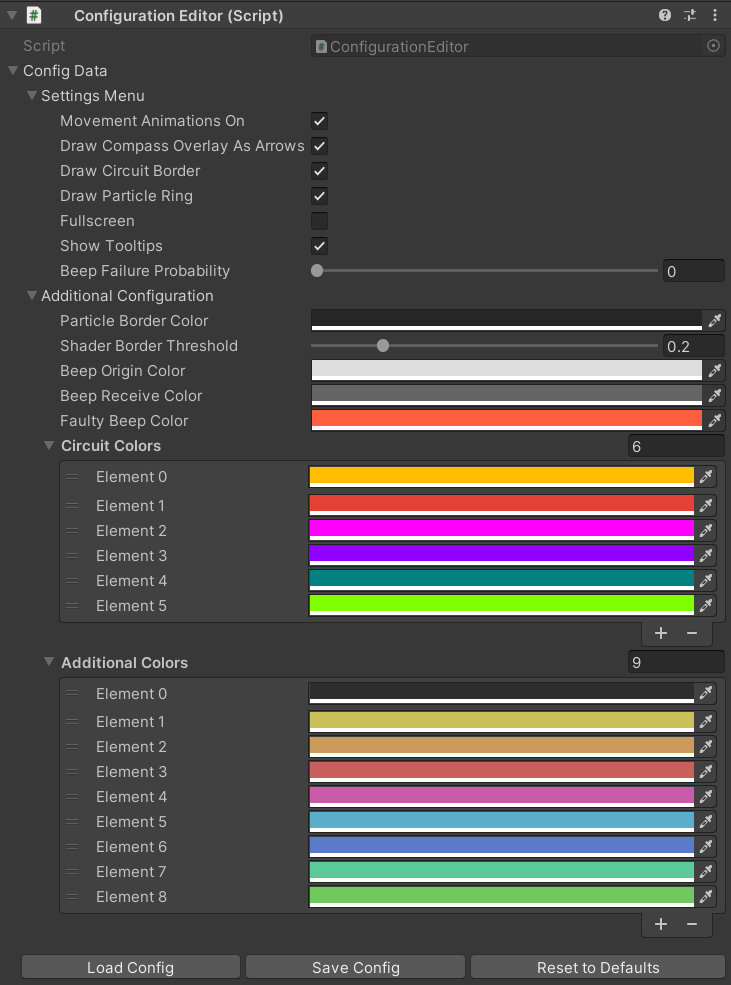 Configuration Editor (Script)
Script ConfigurationEditor
Config Data
Settings Menu
Movement Animations On
Draw Compass Overlay As Arrows
Draw Circuit Border
Draw Particle Ring
Fullscreen
Show Tooltips
Beep Failure Probability 0
Additional Configuration
Particle Border Color
Shader Border Threshold 0.2
Beep Origin Color
Beep Receive Color
Faulty Beep Color
Circuit Colors 6
Element 0
Element 1
Element 2
Element 3
Element 4
Element 5
Additional Colors 9
Element 0
Element 1
Element 2
Element 3
Element 4
Element 5
Element 6
Element 7
Element 8
Load Config Save Config Reset to Defaults